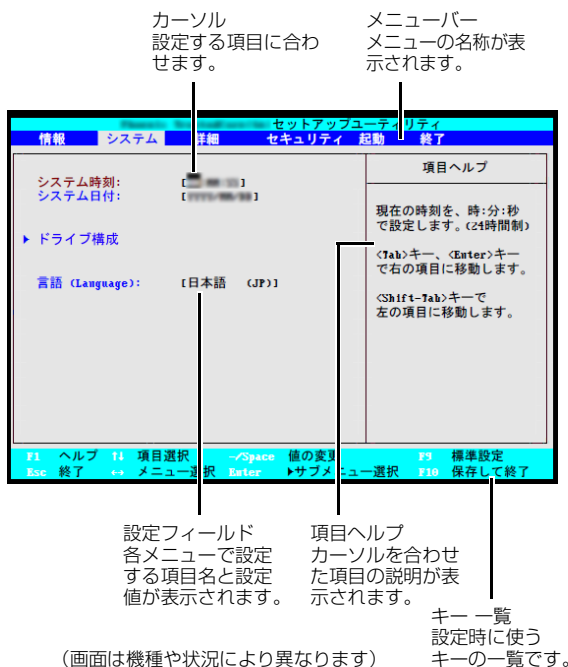 カーソル
設定する項目に合わ
せます。
メニューバー
メニューの名称が表
示されます。
セットアップユーティリティ
情報 システム 詳細 セキュリティ 起動 終了
システム時刻:
システム日付:
▶ ドライブ構成
言語 (Language): [日本語 (JP)]
項目ヘルプ
現在の時刻を、時:分:秒
で設定します。(24時間制)
<Tab>キー、<Enter>キー
で右の項目に移動します。
<Shift-Tab>キーで
左の項目に移動します。
F1 ヘルプ ↑↓ 項目選択 -/Space 値の変更 F9 標準設定
Esc 終了 ↔ メニュー選択 Enter ▶サブメニュー選択 F10 保存して終了
設定フィールド
各メニューで設定
する項目名と設定
値が表示されます。
項目ヘルプ
カーソルを合わせ
た項目の説明が表
示されます。
キー 一覧
設定時に使う
キーの一覧です。
(画面は機種や状況により異なります)